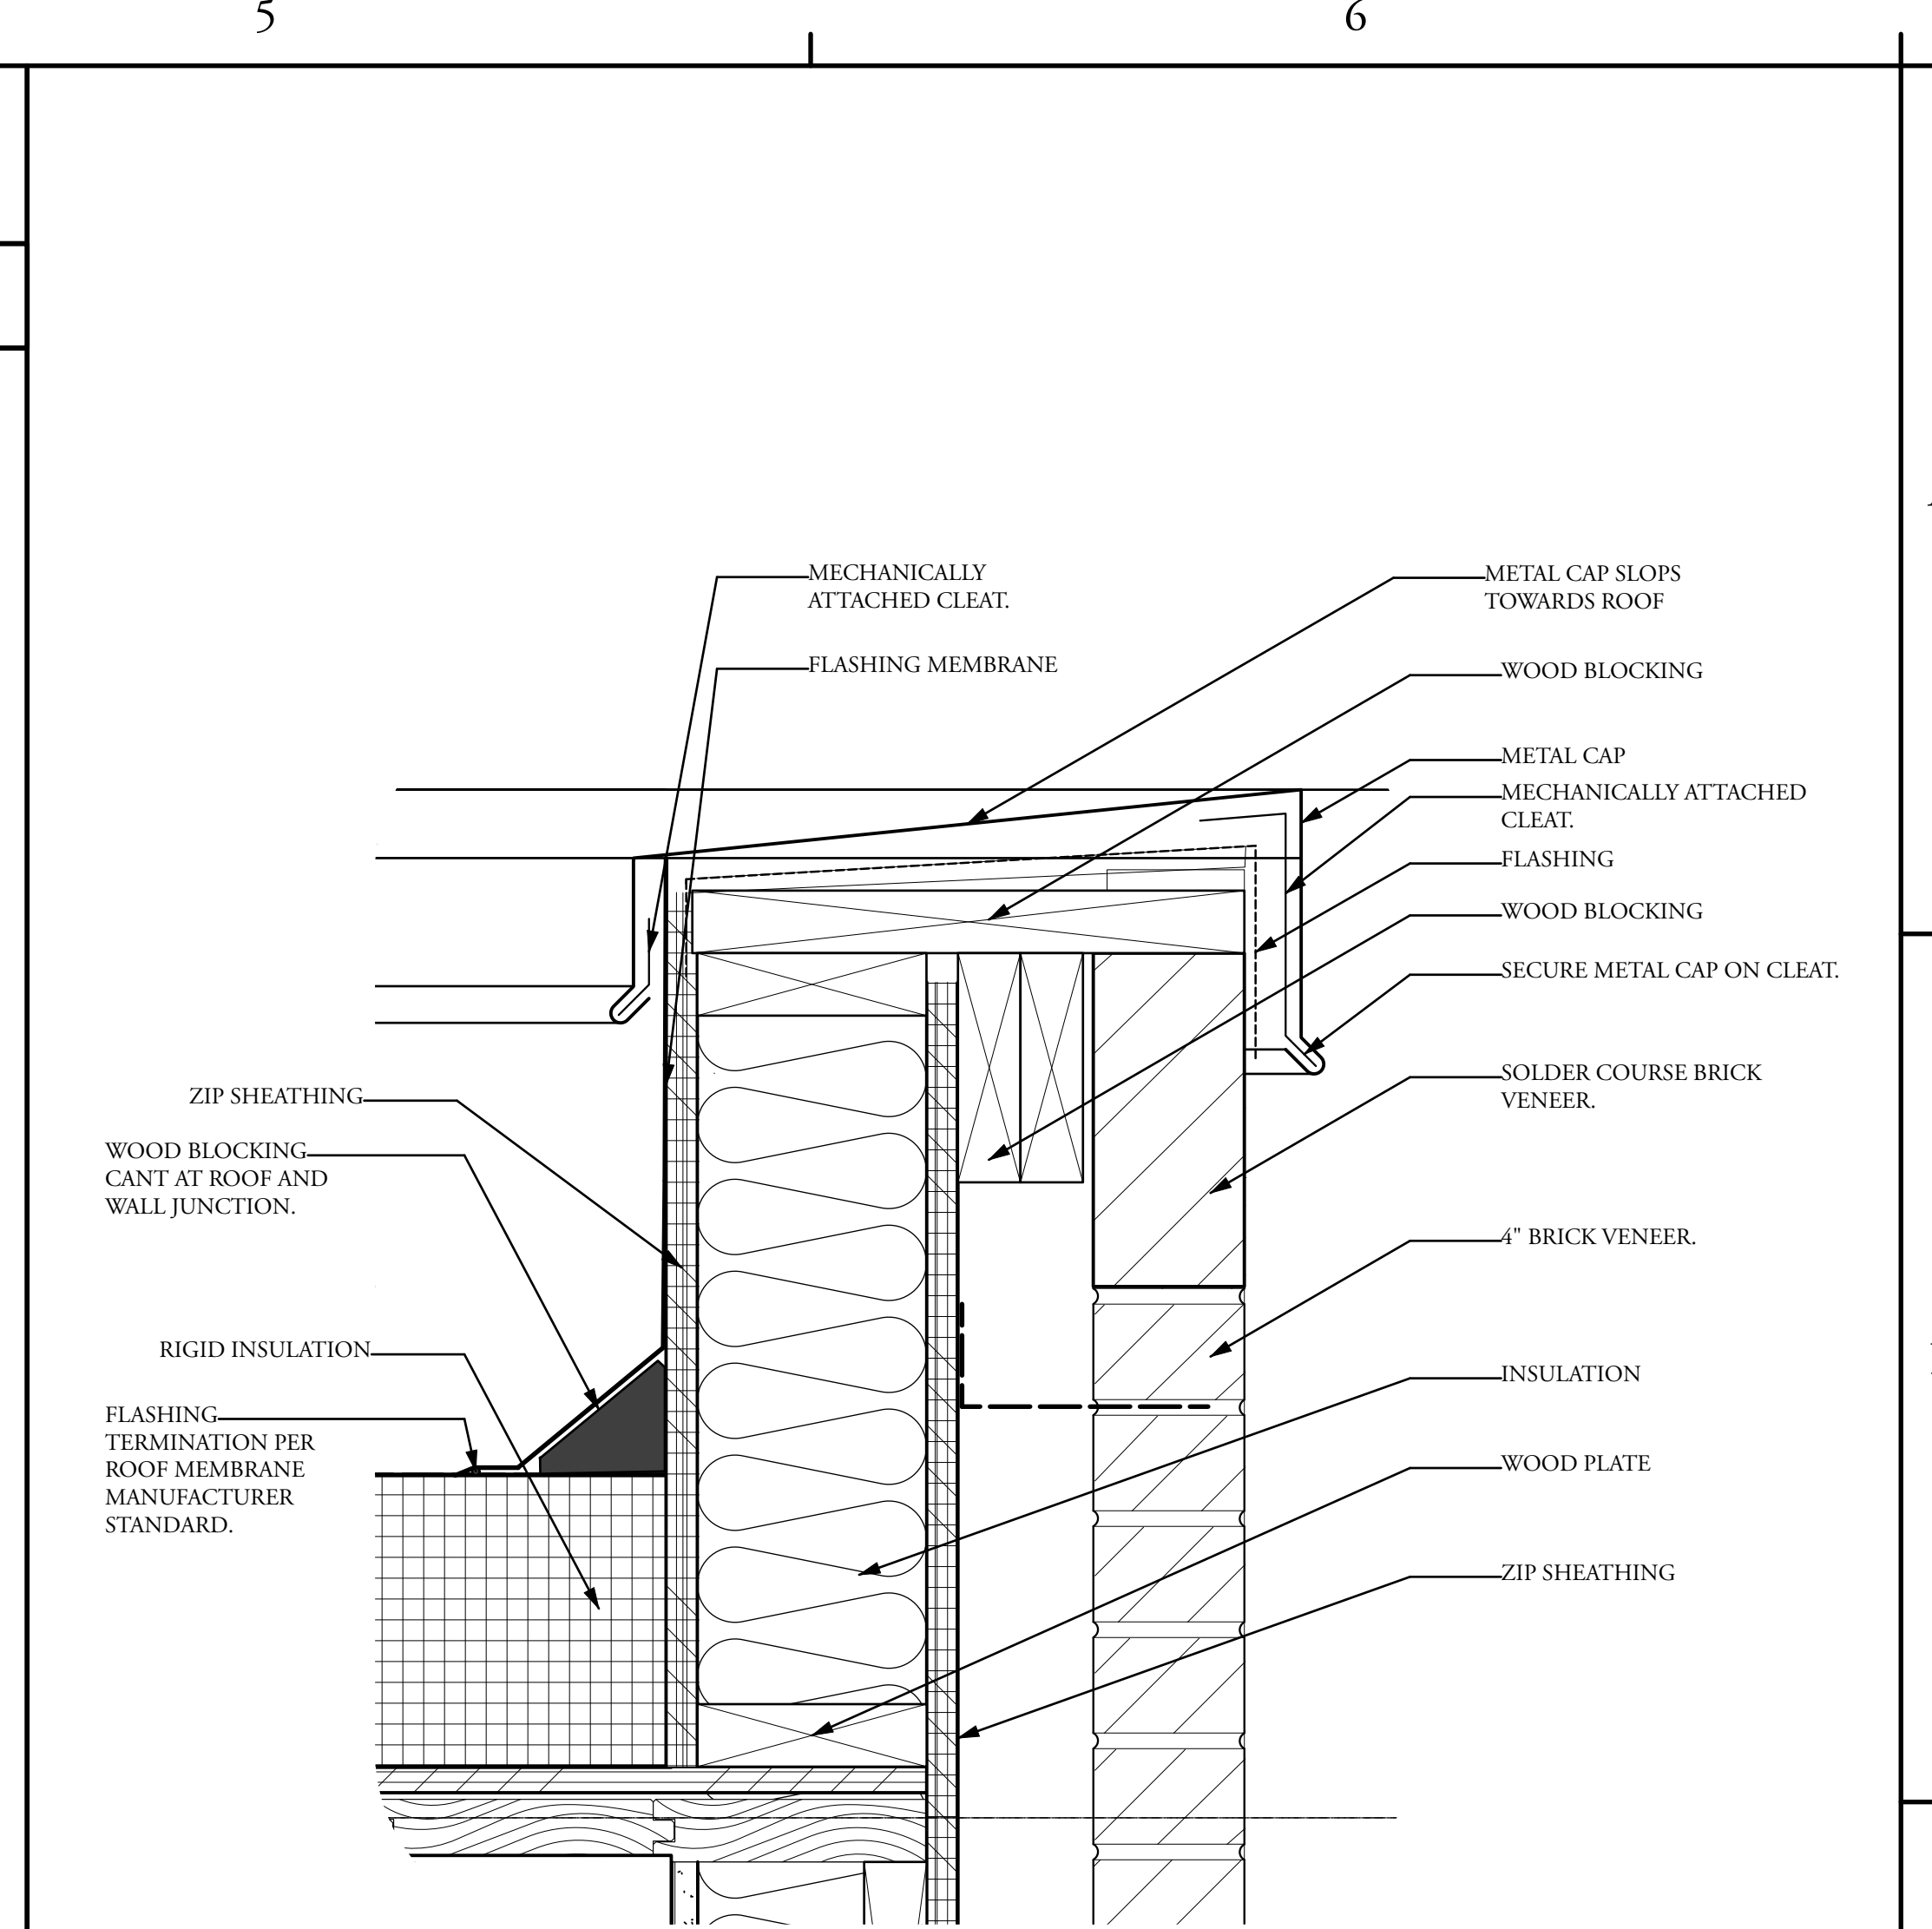 5
6
MECHANICALLY
ATTACHED CLEAT.
FLASHING MEMBRANE
METAL CAP SLOPS
TOWARDS ROOF
WOOD BLOCKING
METAL CAP
MECHANICALLY ATTACHED
CLEAT.
FLASHING
WOOD BLOCKING
SECURE METAL CAP ON CLEAT.
SOLDER COURSE BRICK
VENEER.
4" BRICK VENEER.
INSULATION
WOOD PLATE
ZIP SHEATHING
ZIP SHEATHING
WOOD BLOCKING
CANT AT ROOF AND
WALL JUNCTION.
RIGID INSULATION
FLASHING
TERMINATION PER
ROOF MEMBRANE
MANUFACTURER
STANDARD.